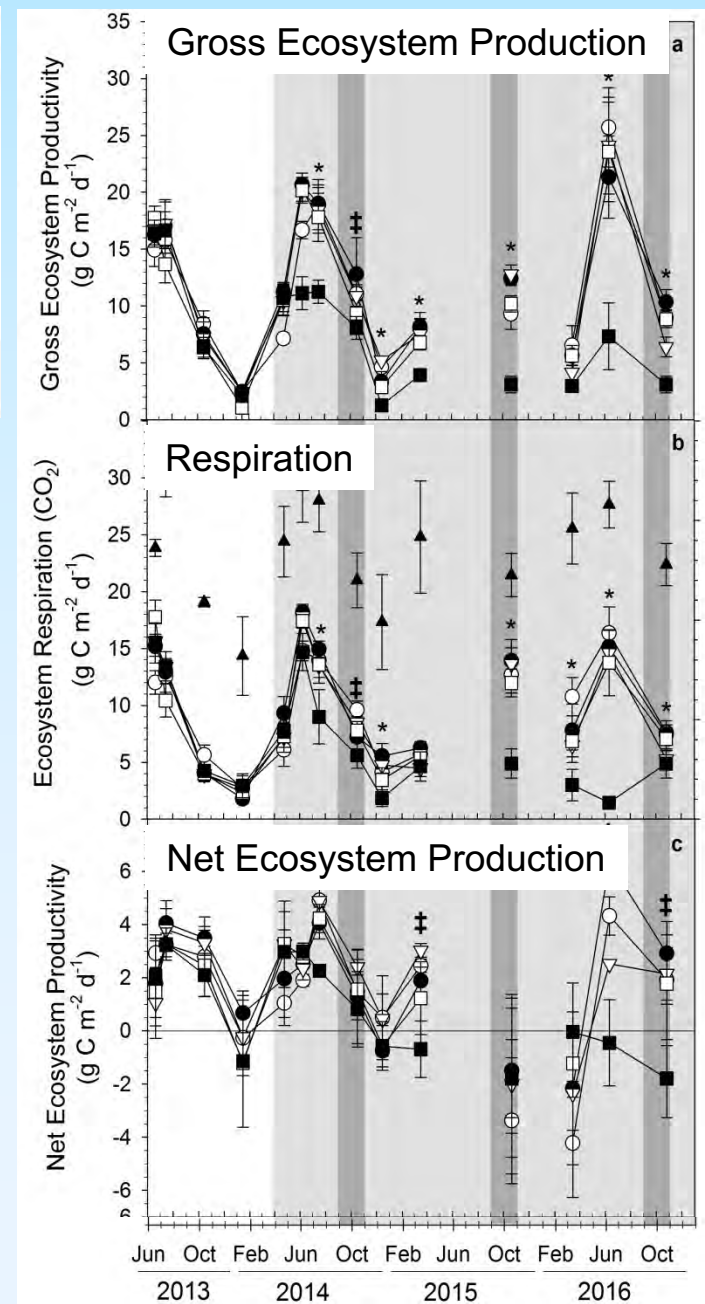 Gross Ecosystem Production
a
Gross Ecosystem Productivity
(g C m⁻² d⁻¹)
35
30
25
20
15
10
5
0
*
‡
*
*
*
*
*
Respiration
b
Ecosystem Respiration (CO₂)
(g C m⁻² d⁻¹)
30
25
20
15
10
5
0
*
‡
*
*
*
*
*
Net Ecosystem Production
c
Net Ecosystem Productivity
(g C m⁻² d⁻¹)
6
4
2
0
-2
-4
-6
‡
‡
Jun Oct Feb Jun Oct Feb Jun Oct Feb Jun Oct
2013 2014 2015 2016